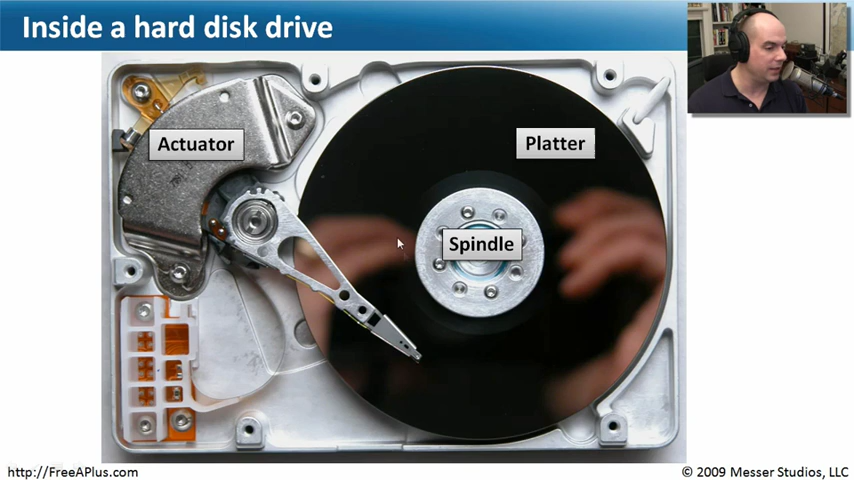 Inside a hard disk drive
Actuator
Platter
Spindle
http://FreeAPlus.com
© 2009 Messer Studios, LLC